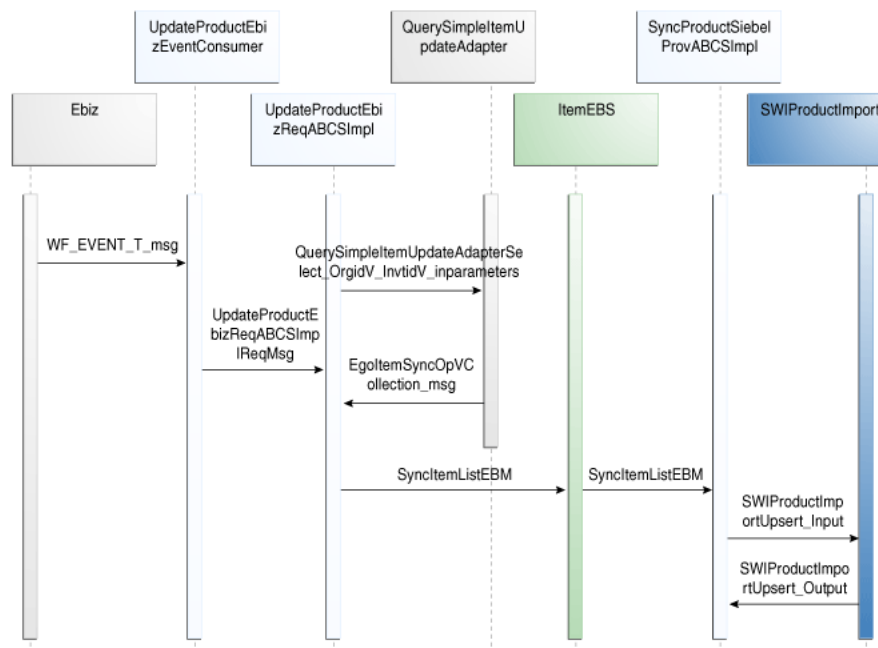 UpdateProductEbi
zEventConsumer
QuerySimpleItemU
pdateAdapter
SyncProductSiebel
ProvABCSImpl
Ebiz
UpdateProductEbi
zReqABCSImpl
ItemEBS
SWIProductImport
WF_EVENT_T_msg
QuerySimpleItemUpdateAdapterSe
lect_OrgidV_InvtidV_inparameters
UpdateProductE
bizReqABCSImp
lReqMsg
EgoItemSyncOpVC
ollection_msg
SyncItemListEBM
SyncItemListEBM
SWIProductImp
ortUpsert_Input
SWIProductImpo
rtUpsert_Output